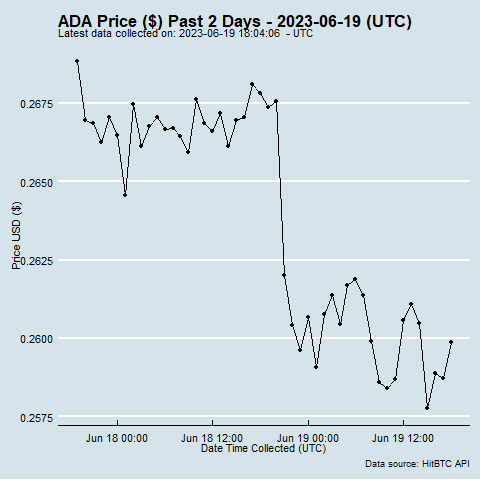 ADA Price ($) Past 2 Days - 2023-06-19 (UTC)
Latest data collected on: 2023-06-19 18:04:06  - UTC
0.2675
0.2650
0.2625
0.2600
0.2575
Price USD ($)
Jun 18 00:00
Jun 18 12:00
Jun 19 00:00
Jun 19 12:00
Date Time Collected (UTC)
Data source: HitBTC API